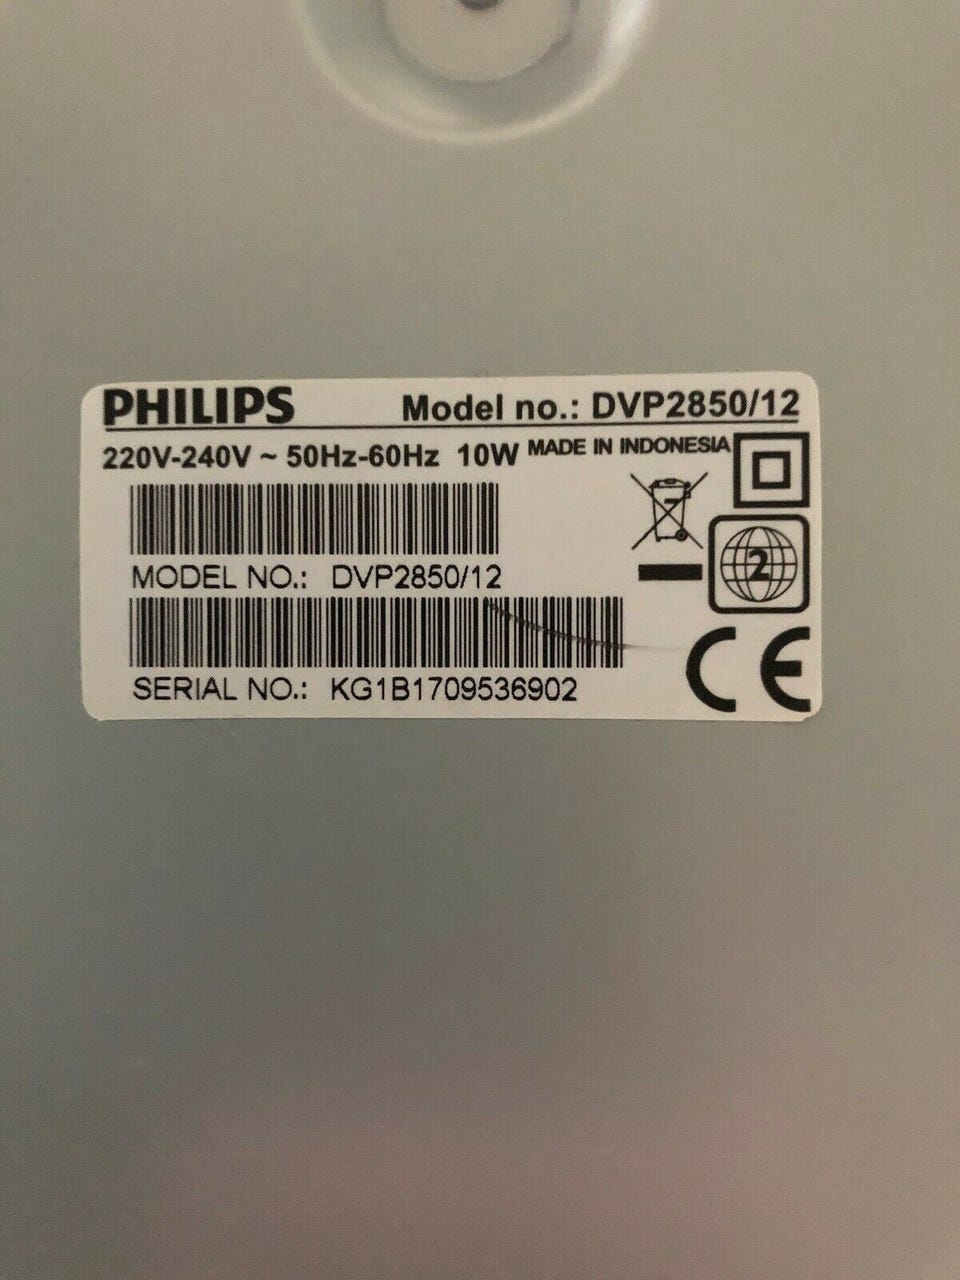 PHILIPS Model no.: DVP2850/12
220V-240V ~ 50Hz-60Hz 10W MADE IN INDONESIA
MODEL NO.: DVP2850/12
2
SERIAL NO.: KG1B1709536902
CE